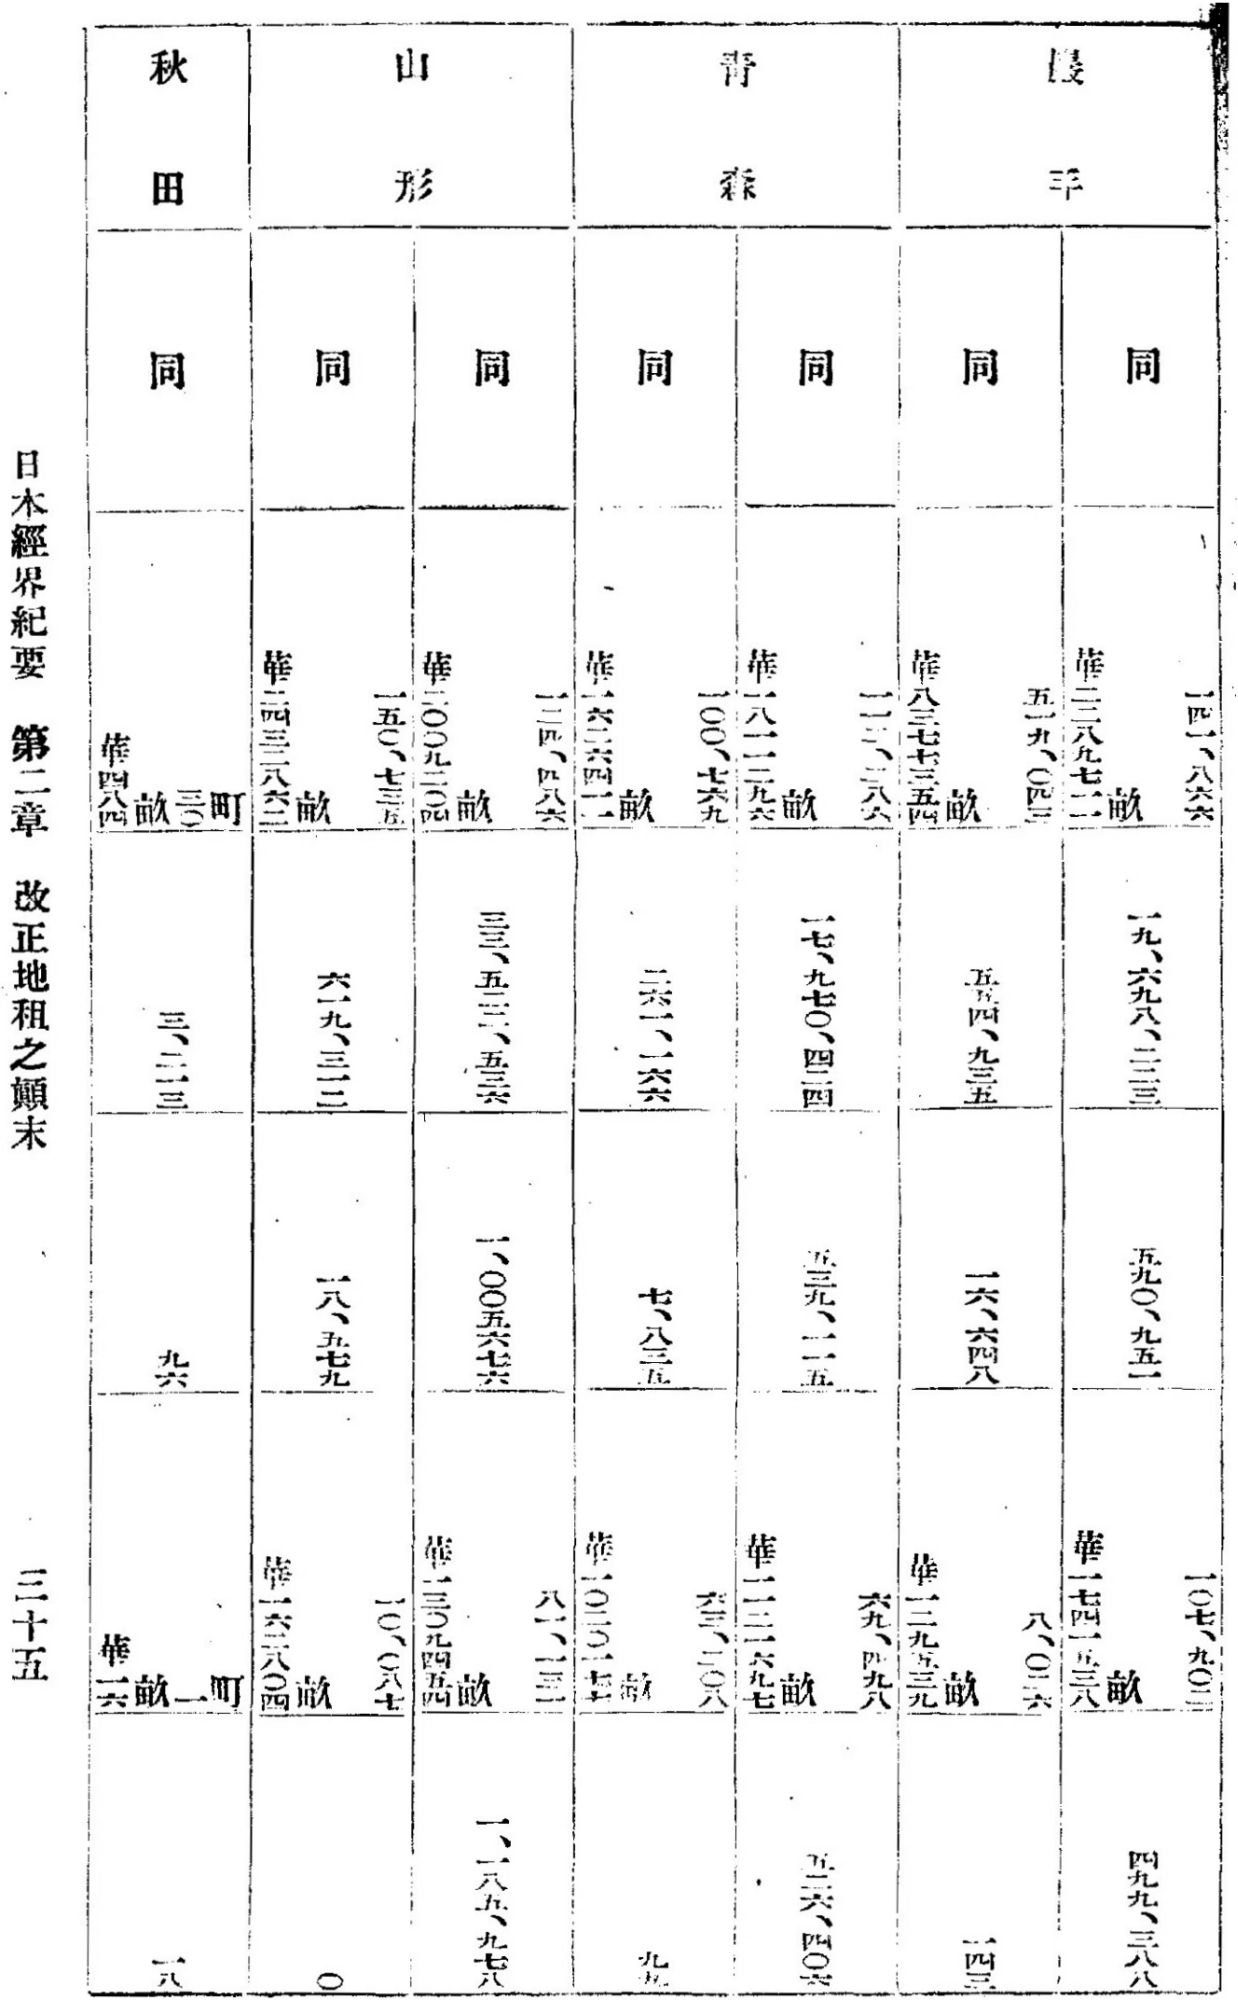 巖手
同
一四一、八六六
華二二八九七一一畝
一九、六九八、二二三
五九〇、九五一
一〇七、九〇二
華一七四一五三八畝
四九九、三八八
同
五一九、〇四三
華八三七七三五四畝
五五四、九三五
一六、六四八
八、〇二六
華一二九五三九畝
一四三
青森
同
一一二、二八六
華一八一二二九六畝
一七、九七〇、四二四
五三九、一一五
六九、四九八
華一一二一六九七畝
五二六、四〇六
同
一〇〇、七六九
華一六二六四一一畝
二六一、一六六
七、八三五
六三、二〇八
華一〇二〇一七七畝
九九
山形
同
一二四、四八六
華二〇〇九二〇四畝
三三、五二二、五三六
一、〇〇五六七六
八一、一三一
華一三〇九四五四畝
一、一八五、九七八
同
一五〇、七三五
華二四三二八六二畝
六一九、三一二
一八、五七九
一〇、〇八七
華一六二八〇四畝
〇
秋田
同
三〇町
華四八四畝
三、二一三
九六
一町
華一六畝
一八
日本經界紀要　第二章　改正地租之顚末　三十五